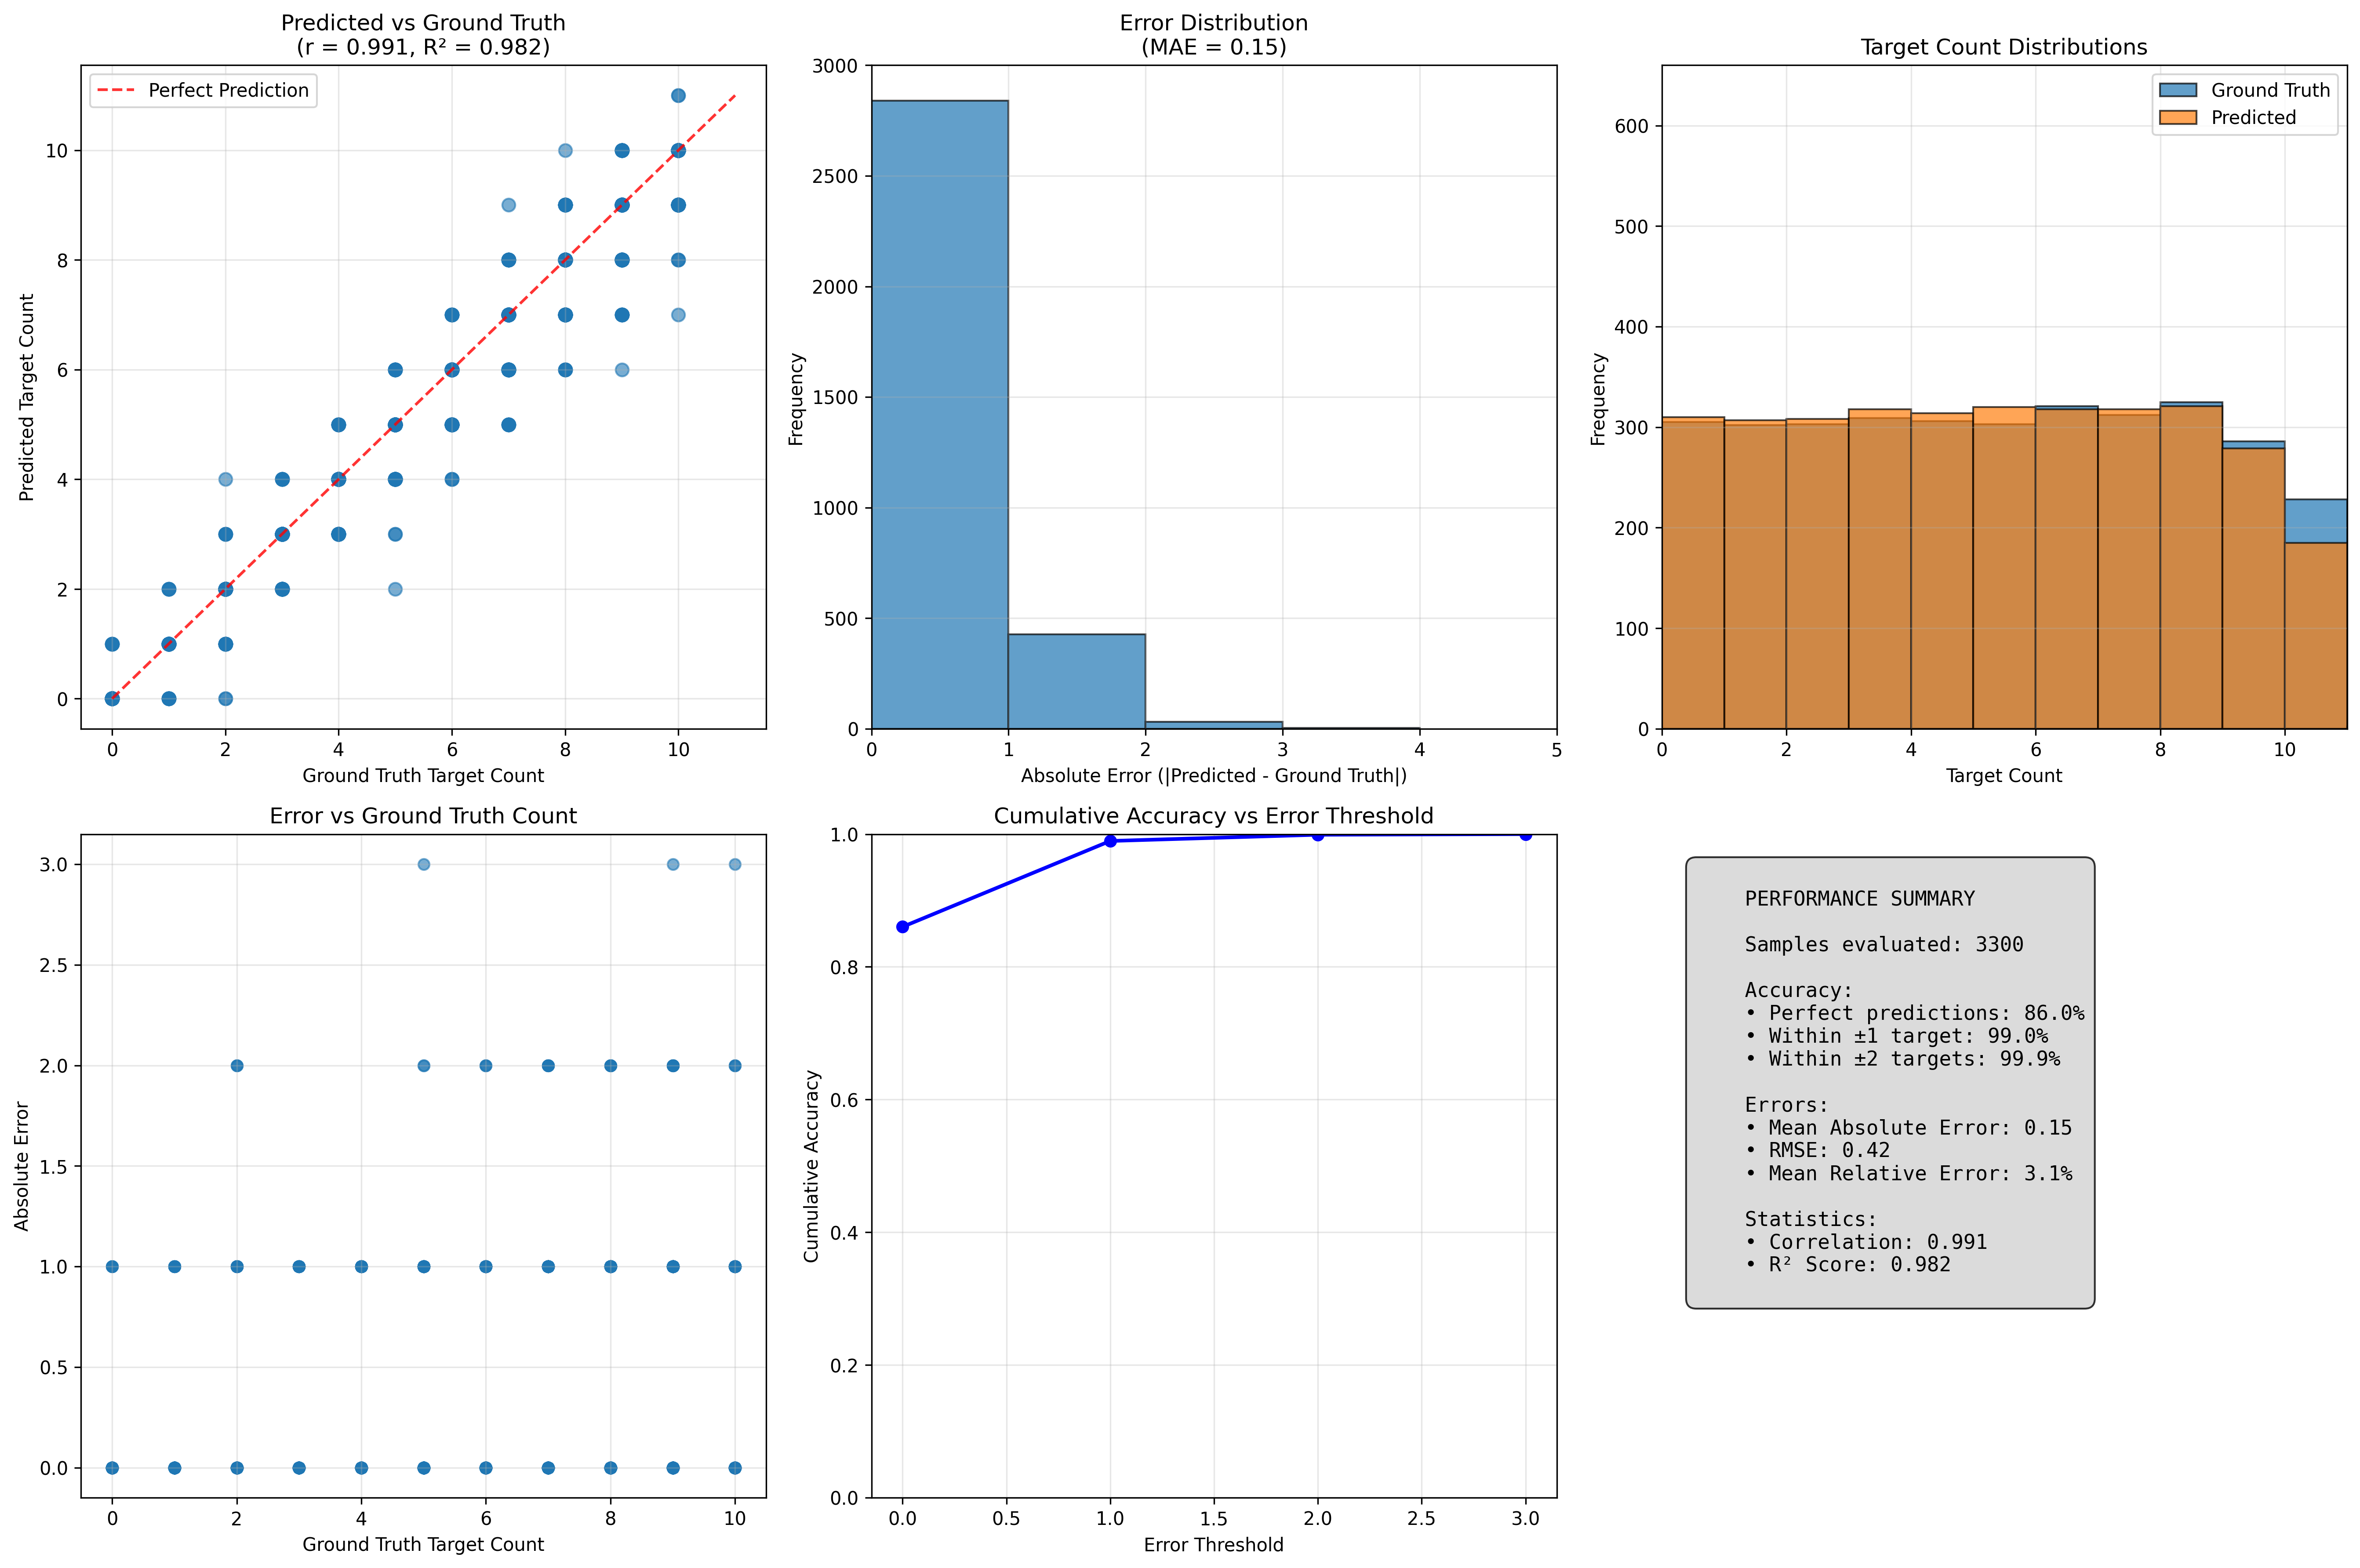 Predicted vs Ground Truth
(r = 0.991, R² = 0.982)
Perfect Prediction
Predicted Target Count
10
8
6
4
2
0
0 2 4 6 8 10
Ground Truth Target Count
Error Distribution
(MAE = 0.15)
Frequency
3000
2500
2000
1500
1000
500
0
0 1 2 3 4 5
Absolute Error (|Predicted - Ground Truth|)
Target Count Distributions
Ground Truth
Predicted
Frequency
600
500
400
300
200
100
0
0 2 4 6 8 10
Target Count
Error vs Ground Truth Count
Absolute Error
3.0
2.5
2.0
1.5
1.0
0.5
0.0
0 2 4 6 8 10
Ground Truth Target Count
Cumulative Accuracy vs Error Threshold
Cumulative Accuracy
1.0
0.8
0.6
0.4
0.2
0.0
0.0 0.5 1.0 1.5 2.0 2.5 3.0
Error Threshold
PERFORMANCE SUMMARY
Samples evaluated: 3300
Accuracy:
• Perfect predictions: 86.0%
• Within ±1 target: 99.0%
• Within ±2 targets: 99.9%
Errors:
• Mean Absolute Error: 0.15
• RMSE: 0.42
• Mean Relative Error: 3.1%
Statistics:
• Correlation: 0.991
• R² Score: 0.982